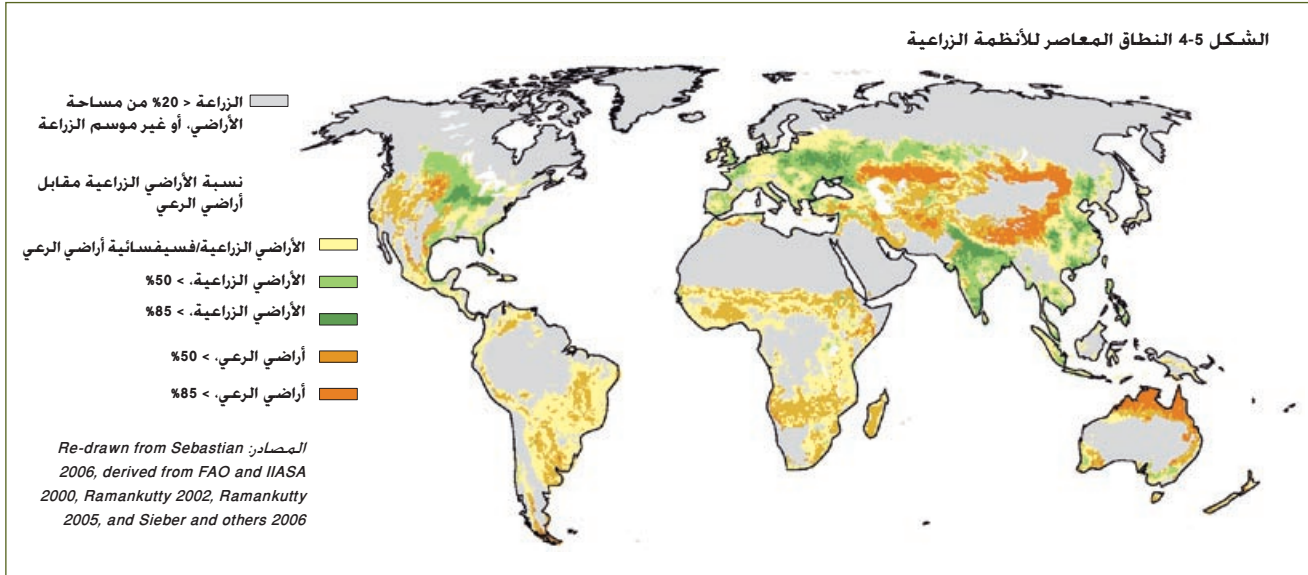 الشكل 5-4 النطاق المعاصر للأنظمة الزراعية
الزراعة < 20% من مساحة
الأراضي. أو غير موسم الزراعة
نسبة الأراضي الزراعية مقابل
أراضي الرعي
الأراضي الزراعية/فسيفسائية أراضي الرعي
الأراضي الزراعية. > 50%
الأراضي الزراعية. > 85%
أراضي الرعي. > 50%
أراضي الرعي. > 85%
المصادر: Re-drawn from Sebastian
2006, derived from FAO and IIASA
2000, Ramankutty 2002, Ramankutty
2005, and Sieber and others 2006